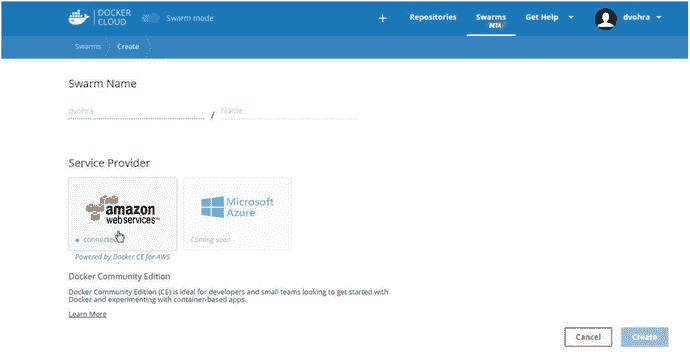 DOCKER CLOUD
Swarm mode
+
Repositories
Swarms
BETA
Get Help
dvohra
Swarms
Create
Swarm Name
dvohra
/
Name
Service Provider
amazon
webservices™
connected
Microsoft
Azure
Coming soon
Powered by Docker CE for AWS
Docker Community Edition
Docker Community Edition (CE) is ideal for developers and small teams looking to get started with
Docker and experimenting with container-based apps.
Learn More
Cancel
Create